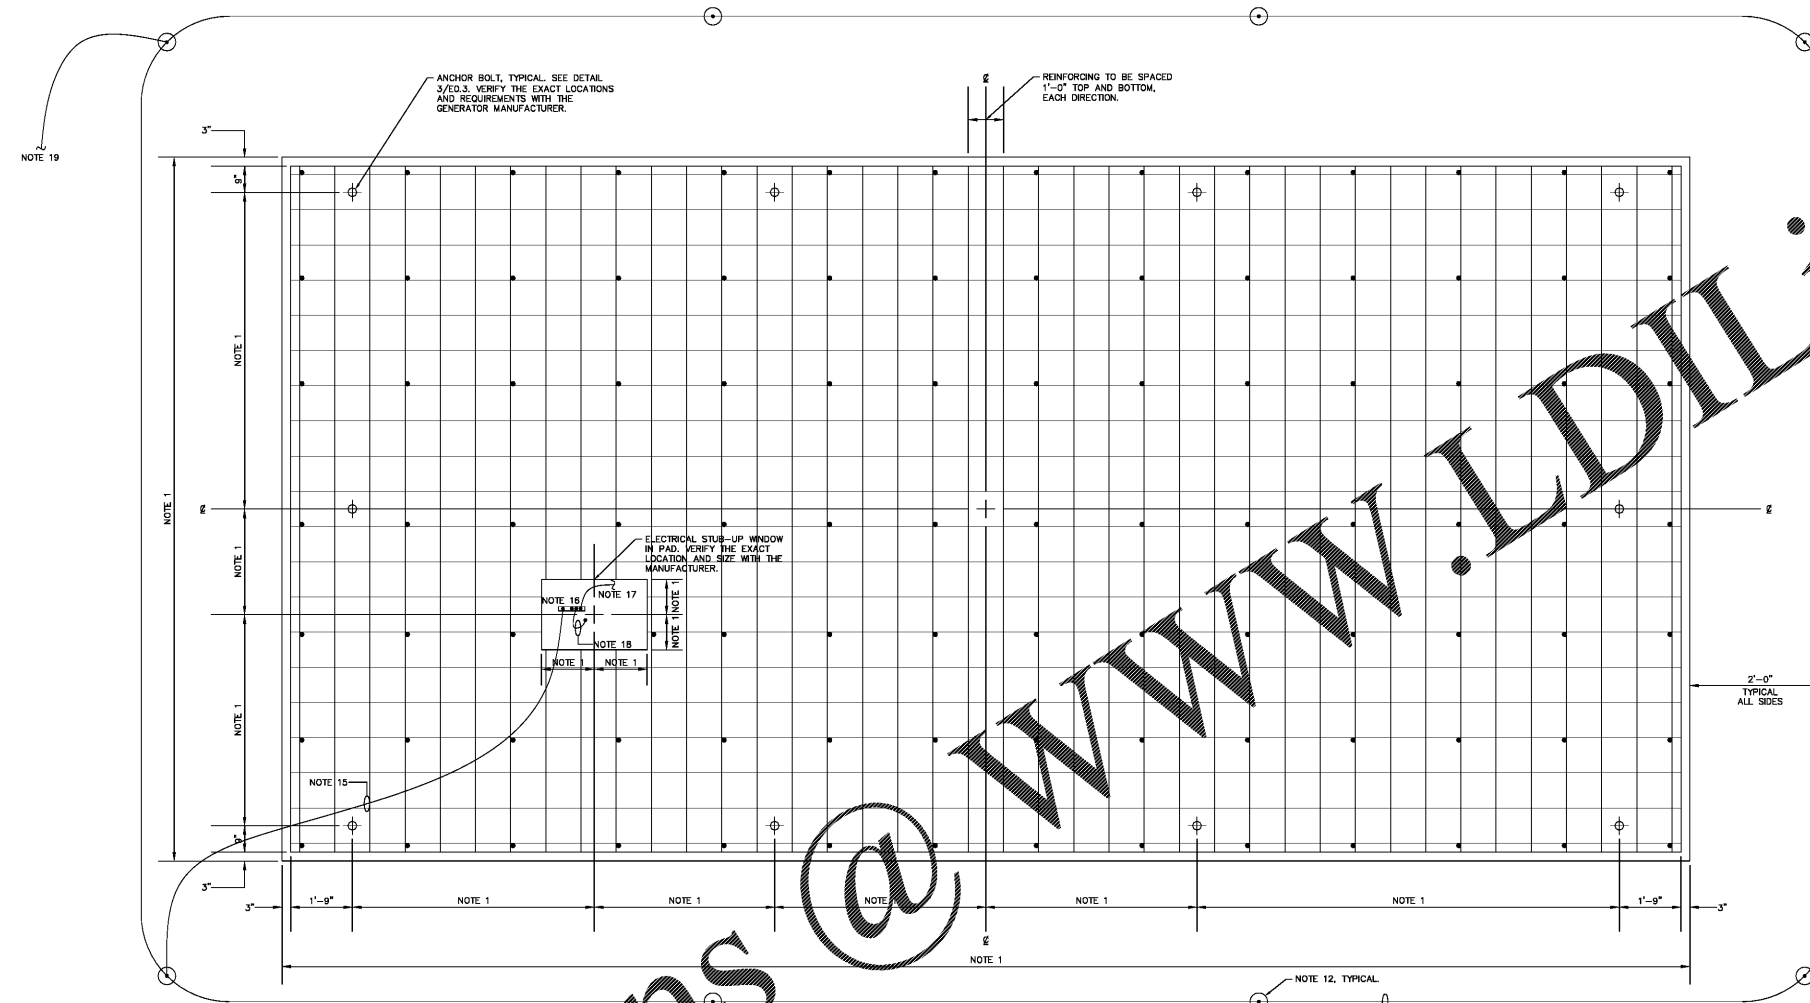 ANCHOR BOLT, TYPICAL. SEE DETAIL
3/E0.3. VERIFY THE EXACT LOCATIONS
AND REQUIREMENTS WITH THE
GENERATOR MANUFACTURER.
REINFORCING TO BE SPACED
1'-0" TOP AND BOTTOM,
EACH DIRECTION.
3"
NOTE 19
9"
NOTE 1
NOTE 1
NOTE 1
ELECTRICAL STUB-UP WINDOW
IN PAD. VERIFY THE EXACT
LOCATION AND SIZE WITH THE
MANUFACTURER.
NOTE 16
NOTE 17
NOTE 1
NOTE 1
NOTE 18
NOTE 1
NOTE 1
2'-0"
TYPICAL
ALL SIDES
NOTE 1
NOTE 15
9"
3"
3"
1'-9"
NOTE 1
NOTE 1
NOTE
NOTE 1
NOTE 1
1'-9"
3"
NOTE 1
NOTE 12, TYPICAL.
@ WWW.LDIL